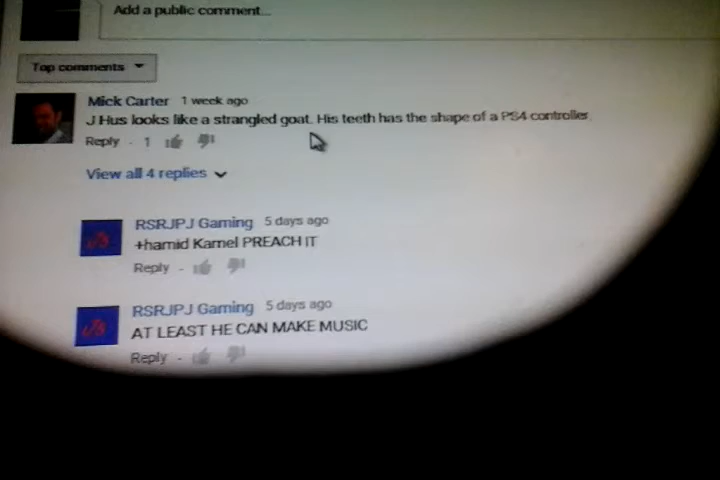 Add a public comment...
Top comments
Mick Carter 1 week ago
J Hus looks like a strangled goat. His teeth has the shape of a PS4 controller.
Reply · 1
View all 4 replies
RSRJPJ Gaming 5 days ago
+hamid Kamel PREACH IT
Reply ·
RSRJPJ Gaming 5 days ago
AT LEAST HE CAN MAKE MUSIC
Reply ·